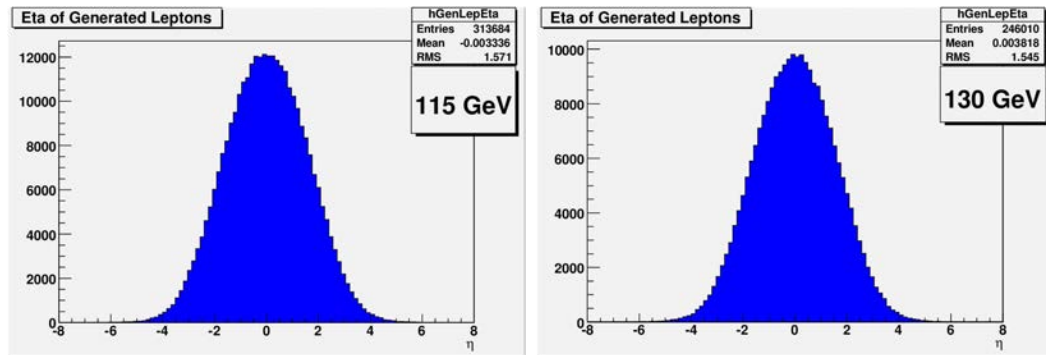 Eta of Generated Leptons
hGenLepEta
Entries 313684
Mean -0.003336
RMS 1.571
115 GeV
12000
10000
8000
6000
4000
2000
0
-8 -6 -4 -2 0 2 4 6 8
η
Eta of Generated Leptons
hGenLepEta
Entries 246010
Mean 0.003818
RMS 1.545
130 GeV
10000
8000
6000
4000
2000
0
-8 -6 -4 -2 0 2 4 6 8
η